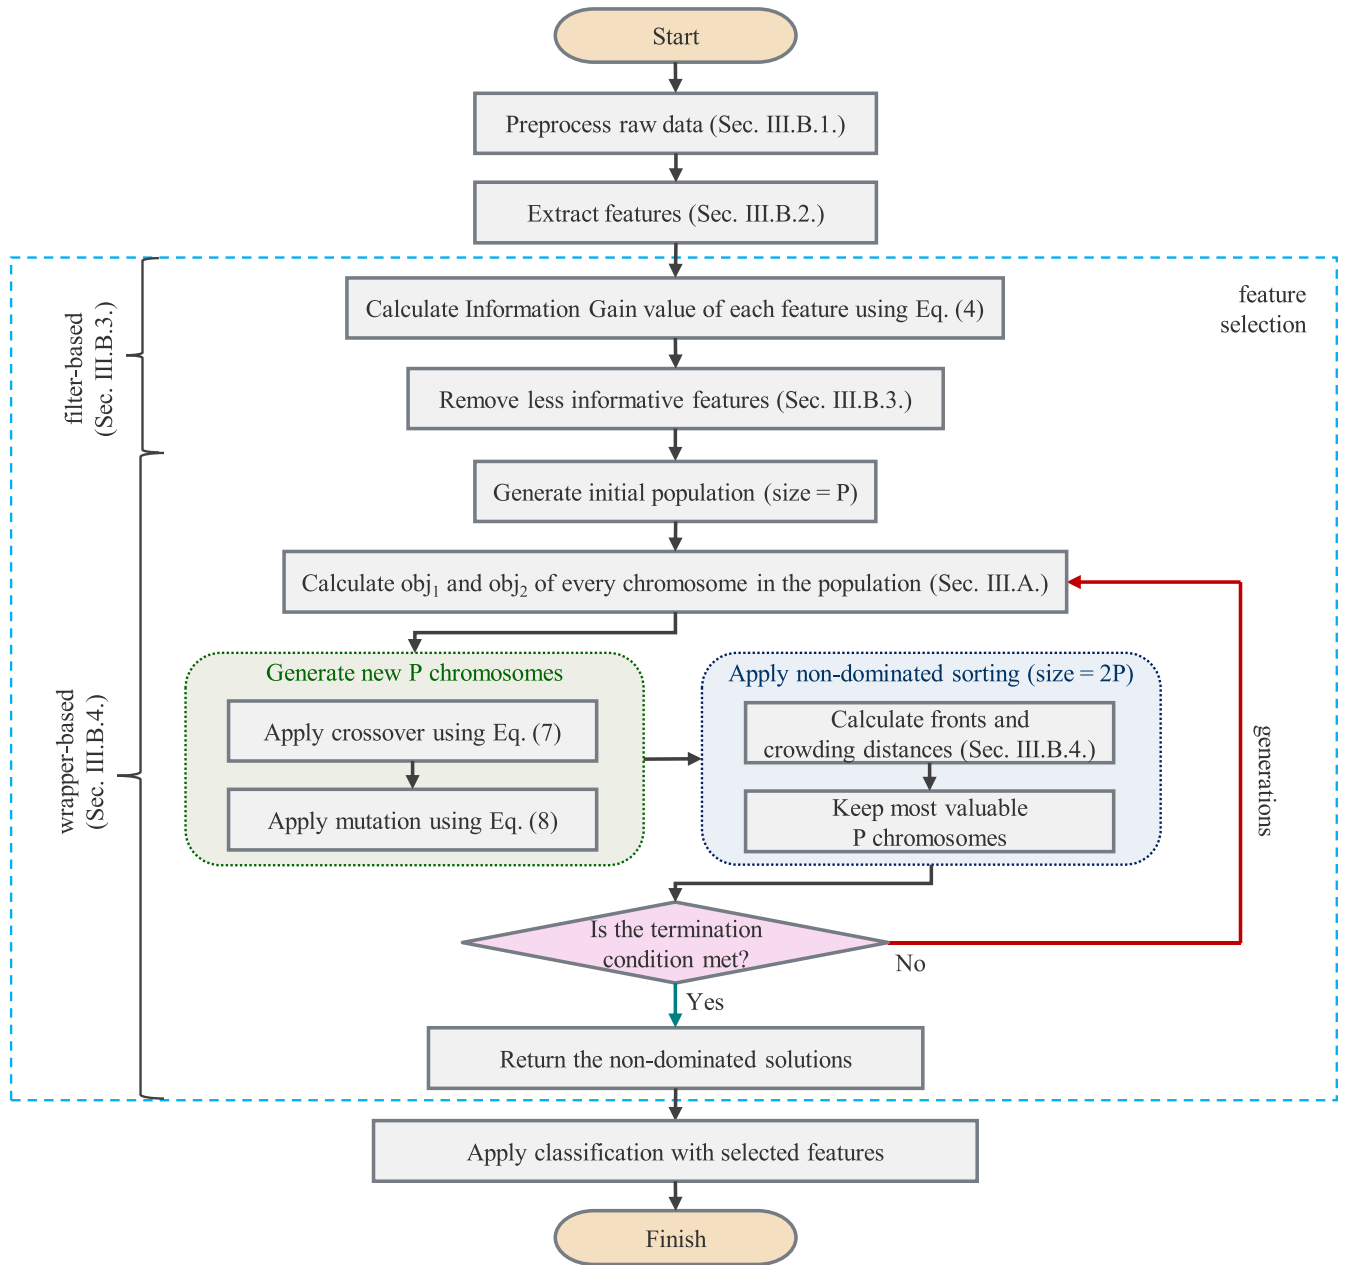 Start
Preprocess raw data (Sec. III.B.1.)
Extract features (Sec. III.B.2.)
feature
selection
filter-based
(Sec. III.B.3.)
Calculate Information Gain value of each feature using Eq. (4)
Remove less informative features (Sec. III.B.3.)
wrapper-based
(Sec. III.B.4.)
Generate initial population (size = P)
Calculate obj₁ and obj₂ of every chromosome in the population (Sec. III.A.)
Generate new P chromosomes
Apply crossover using Eq. (7)
Apply mutation using Eq. (8)
Apply non-dominated sorting (size = 2P)
Calculate fronts and
crowding distances (Sec. III.B.4.)
Keep most valuable
P chromosomes
generations
Is the termination
condition met?
No
Yes
Return the non-dominated solutions
Apply classification with selected features
Finish